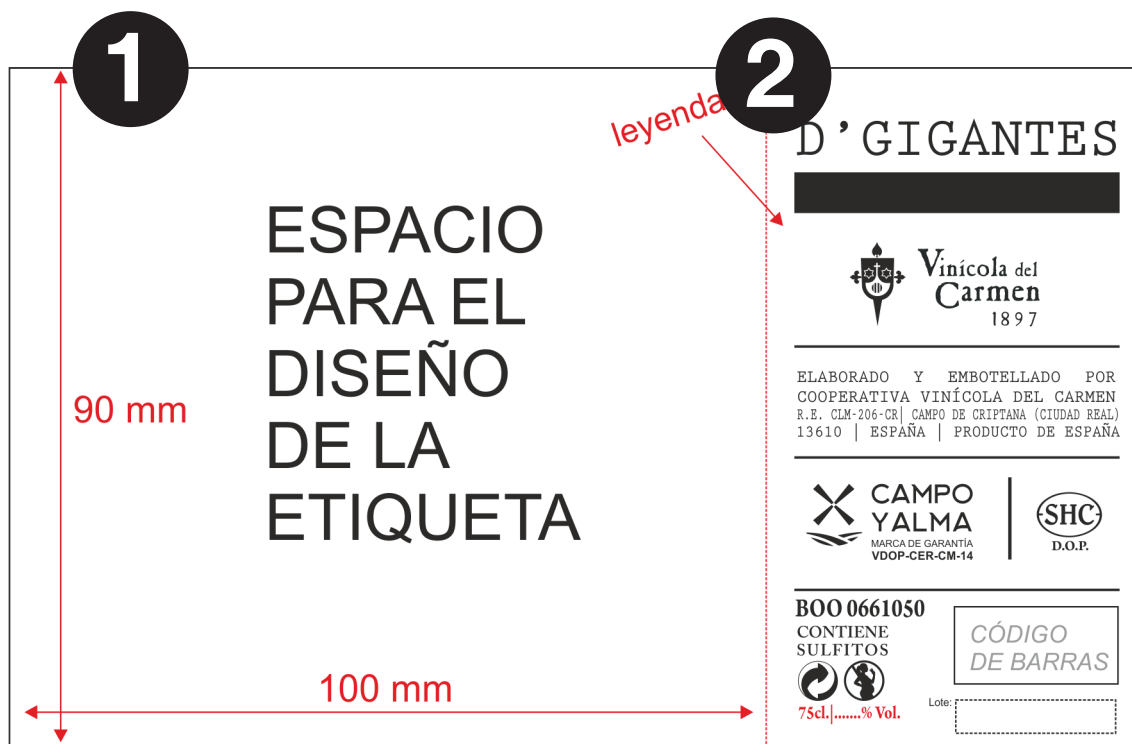 1
2
leyenda
ESPACIO
PARA EL
DISEÑO
DE LA
ETIQUETA
90 mm
100 mm
D'GIGANTES
Vinícola del
Carmen
1897
ELABORADO Y EMBOTELLADO POR
COOPERATIVA VINÍCOLA DEL CARMEN
R.E. CLM-206-CR| CAMPO DE CRIPTANA (CIUDAD REAL)
13610 | ESPAÑA | PRODUCTO DE ESPAÑA
CAMPO
YALMA
MARCA DE GARANTÍA
VDOP-CER-CM-14
SHC
D.O.P.
BOO 0661050
CONTIENE
SULFITOS
75cl.|.......% Vol.
CÓDIGO
DE BARRAS
Lote: